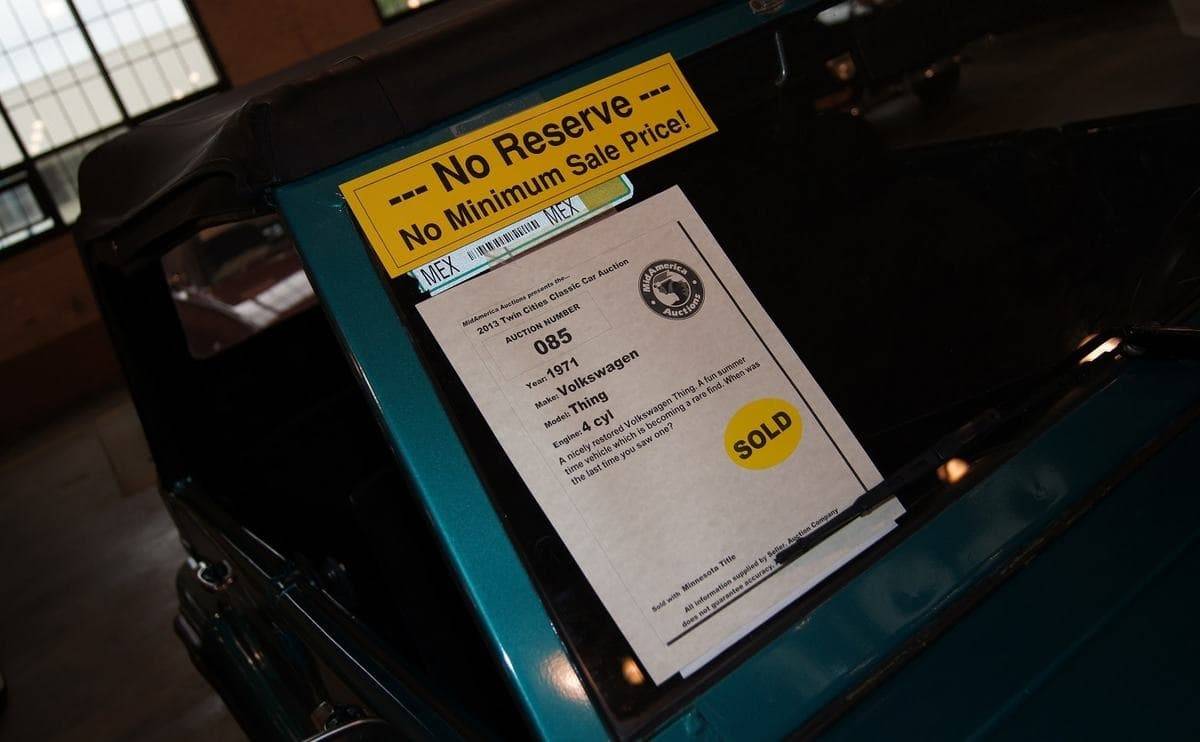 --- No Reserve ---
No Minimum Sale Price!
MEX MEX
MidAmerica Auctions presents the...
2013 Twin Cities Classic Car Auction
MidAmerica
Auctions
AUCTION NUMBER
085
Year: 1971
Make: Volkswagen
Model: Thing
Engine: 4 cyl
A nicely restored Volkswagen Thing. A fun summer
time vehicle which is becoming a rare find. When was
the last time you saw one?
SOLD
Sold with Minnesota Title
All information supplied by Seller, Auction Company
does not guarantee accuracy.